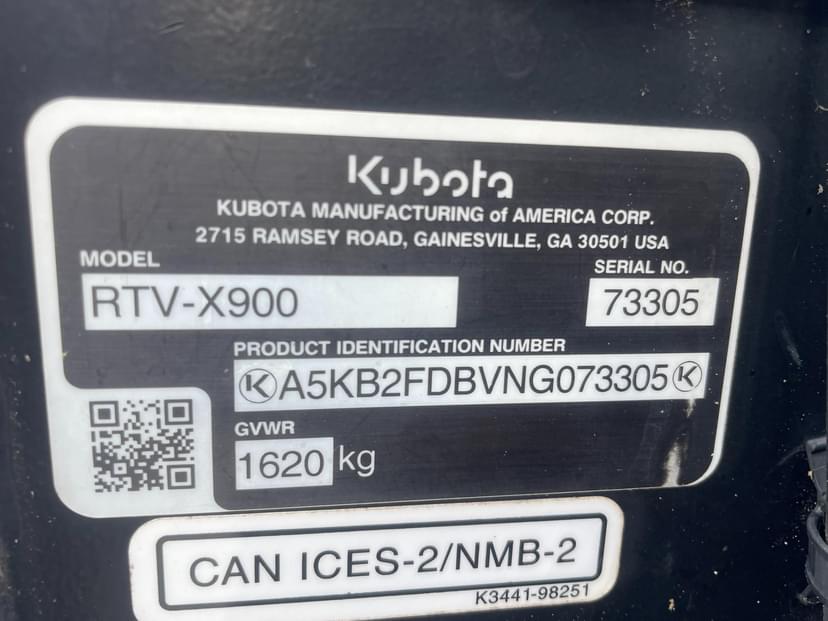 Kubota
KUBOTA MANUFACTURING of AMERICA CORP.
2715 RAMSEY ROAD, GAINESVILLE, GA 30501 USA
MODEL
RTV-X900
SERIAL NO.
73305
PRODUCT IDENTIFICATION NUMBER
K A5KB2FDBVNG073305 K
GVWR
1620 kg
CAN ICES-2/NMB-2
K3441-98251